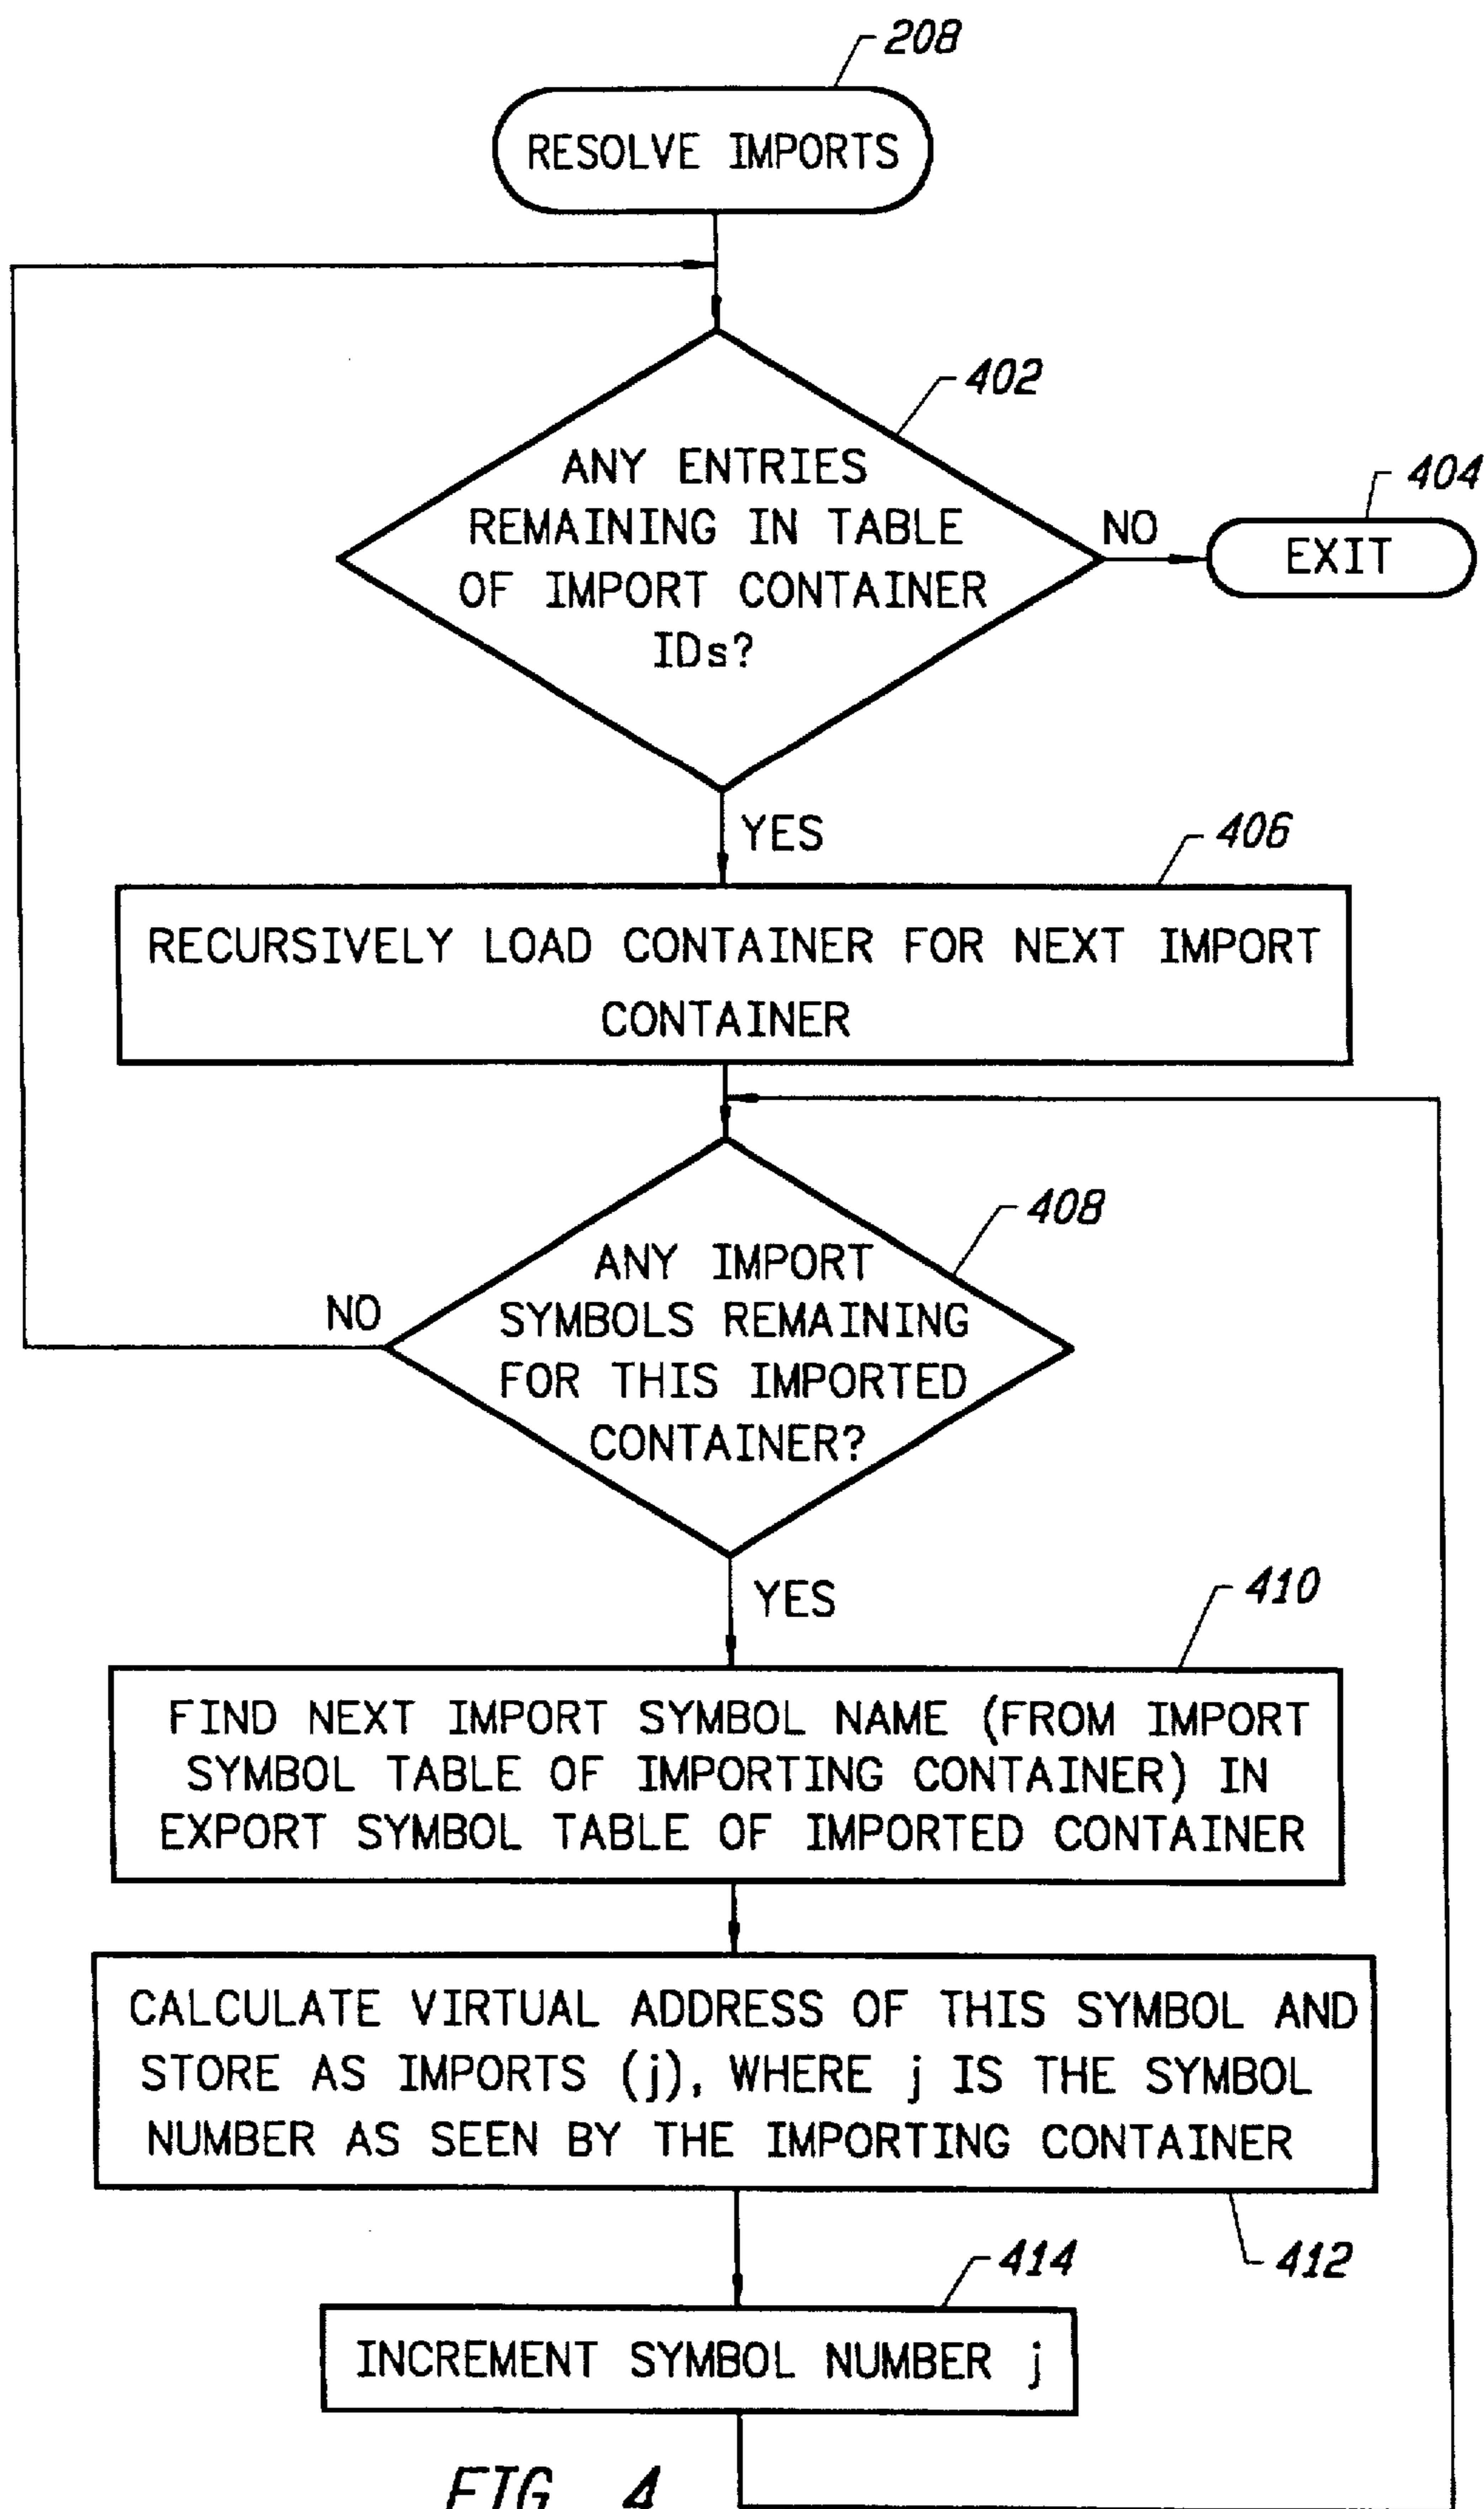 208
RESOLVE IMPORTS
402
ANY ENTRIES
REMAINING IN TABLE
OF IMPORT CONTAINER
IDs?
NO
404
EXIT
YES
406
RECURSIVELY LOAD CONTAINER FOR NEXT IMPORT
CONTAINER
408
ANY IMPORT
SYMBOLS REMAINING
FOR THIS IMPORTED
CONTAINER?
NO
YES
410
FIND NEXT IMPORT SYMBOL NAME (FROM IMPORT
SYMBOL TABLE OF IMPORTING CONTAINER) IN
EXPORT SYMBOL TABLE OF IMPORTED CONTAINER
CALCULATE VIRTUAL ADDRESS OF THIS SYMBOL AND
STORE AS IMPORTS (j), WHERE j IS THE SYMBOL
NUMBER AS SEEN BY THE IMPORTING CONTAINER
412
414
INCREMENT SYMBOL NUMBER j
FIG. 4